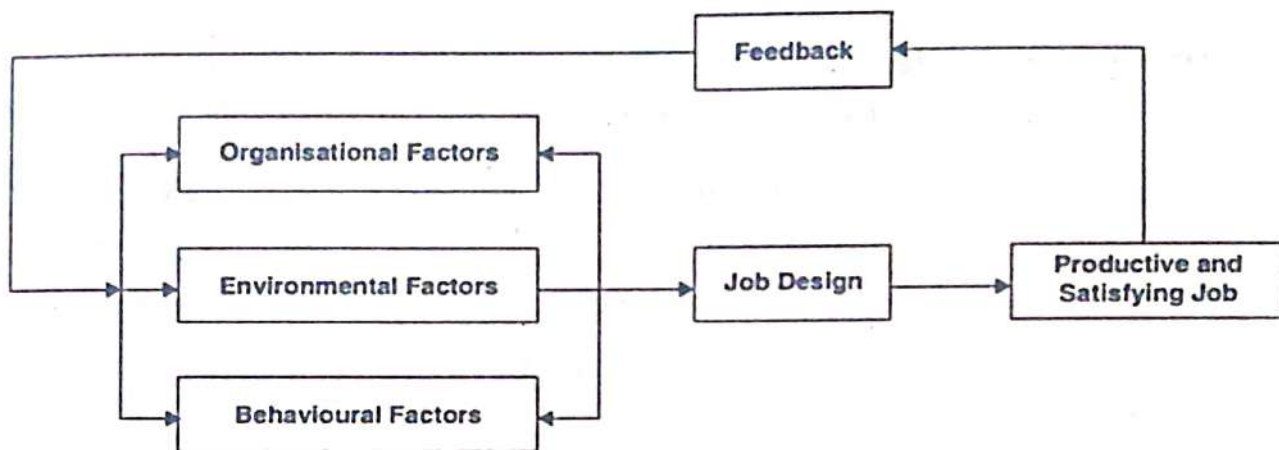 Feedback
Organisational Factors
Environmental Factors
Job Design
Productive and
Satisfying Job
Behavioural Factors